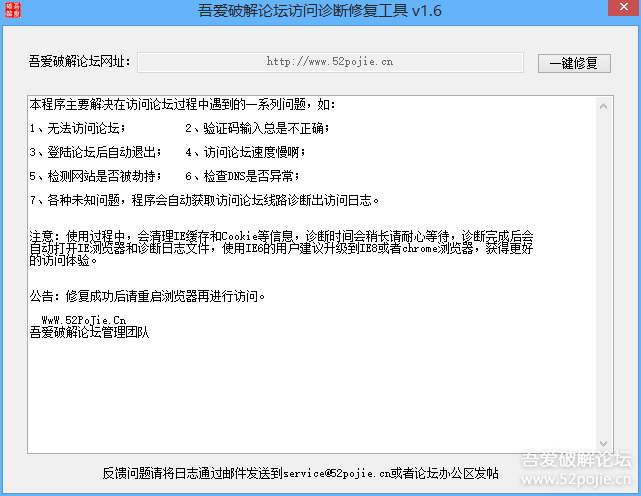 吾爱破解论坛访问诊断修复工具 v1.6
吾爱破解论坛网址： http://www.52pojie.cn 一键修复
本程序主要解决在访问论坛过程中遇到的一系列问题，如：
1、无法访问论坛； 2、验证码输入总是不正确；
3、登陆论坛后自动退出； 4、访问论坛速度慢啊；
5、检测网站是否被劫持； 6、检查DNS是否异常；
7、各种未知问题，程序会自动获取访问论坛线路诊断出访问日志。
注意：使用过程中，会清理IE缓存和Cookie等信息，诊断时间会稍长请耐心等待，诊断完成后会
自动打开IE浏览器和诊断日志文件，使用IE6的用户建议升级到IE8或者chrome浏览器，获得更好
的访问体验。
公告：修复成功后请重启浏览器再进行访问。
WwW.52PoJie.Cn
吾爱破解论坛管理团队
反馈问题请将日志通过邮件发送到service@52pojie.cn或者论坛办公区发帖
吾爱破解论坛
www.52pojie.cn